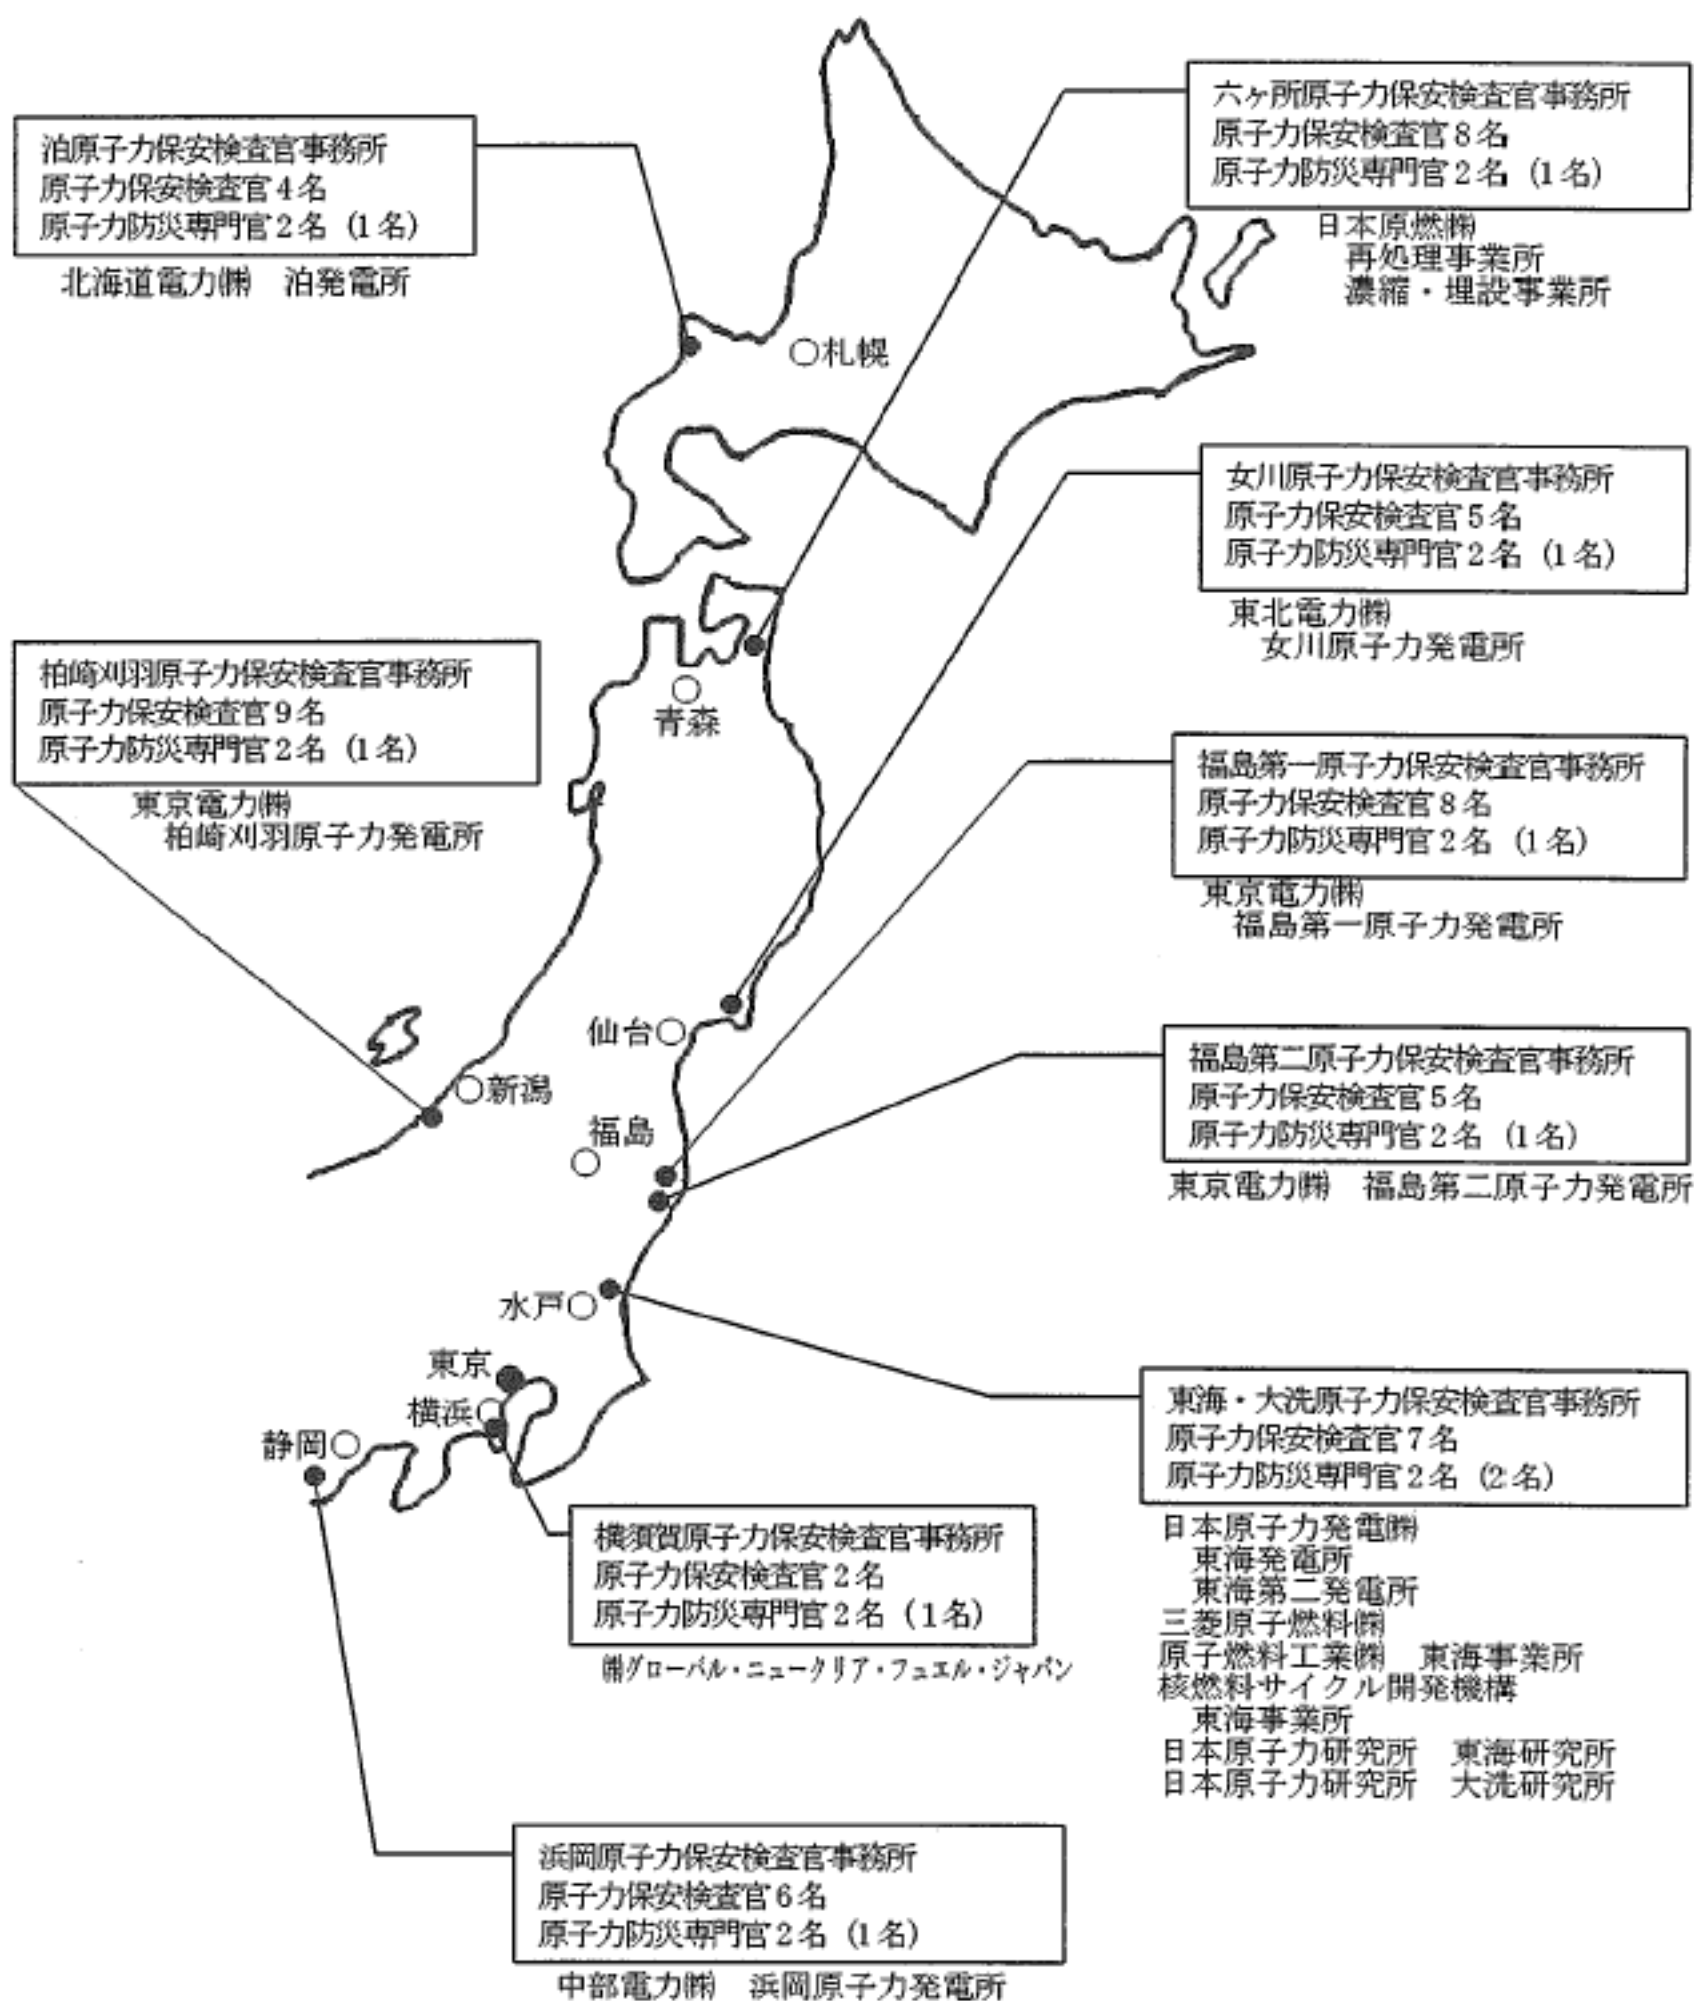 泊原子力保安検査官事務所
原子力保安検査官4名
原子力防災専門官2名 (1名)
北海道電力㈱ 泊発電所
六ヶ所原子力保安検査官事務所
原子力保安検査官8名
原子力防災専門官2名 (1名)
日本原燃㈱
再処理事業所
濃縮・埋設事業所
札幌
女川原子力保安検査官事務所
原子力保安検査官5名
原子力防災専門官2名 (1名)
東北電力㈱
女川原子力発電所
柏崎刈羽原子力保安検査官事務所
原子力保安検査官9名
原子力防災専門官2名 (1名)
東京電力㈱
柏崎刈羽原子力発電所
青森
福島第一原子力保安検査官事務所
原子力保安検査官8名
原子力防災専門官2名 (1名)
東京電力㈱
福島第一原子力発電所
仙台
新潟
福島
福島第二原子力保安検査官事務所
原子力保安検査官5名
原子力防災専門官2名 (1名)
東京電力㈱ 福島第二原子力発電所
水戸
東京
横浜
静岡
東海・大洗原子力保安検査官事務所
原子力保安検査官7名
原子力防災専門官2名 (2名)
日本原子力発電㈱
東海発電所
東海第二発電所
三菱原子燃料㈱
原子燃料工業㈱ 東海事業所
核燃料サイクル開発機構
東海事業所
日本原子力研究所 東海研究所
日本原子力研究所 大洗研究所
横須賀原子力保安検査官事務所
原子力保安検査官2名
原子力防災専門官2名 (1名)
㈱グローバル・ニュークリア・フュエル・ジャパン
浜岡原子力保安検査官事務所
原子力保安検査官6名
原子力防災専門官2名 (1名)
中部電力㈱ 浜岡原子力発電所